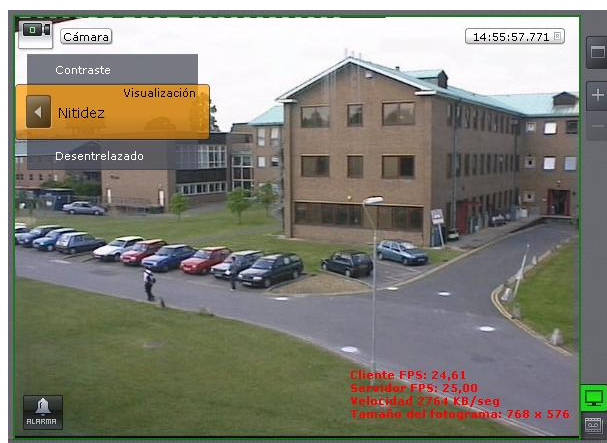 Cámara
14:55:57.771
Contraste
Visualización
Nitidez
Desentrelazado
Cliente FPS: 24,61
Servidor FPS: 25,00
Velocidad 2764 KB/seg
Tamaño del fotograma: 768 x 576
ALARMA